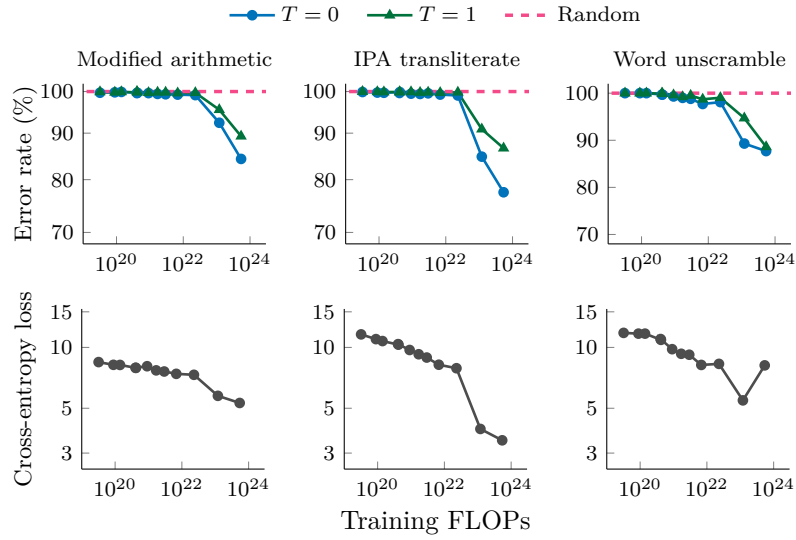 T = 0 T = 1 Random
Modified arithmetic IPA transliterate Word unscramble
Error rate (%)
100 100 100
90 90 90
80 80 80
70 70 70
10^20 10^22 10^24 10^20 10^22 10^24 10^20 10^22 10^24
Cross-entropy loss
15 15 15
10 10 10
5 5 5
3 3 3
10^20 10^22 10^24 10^20 10^22 10^24 10^20 10^22 10^24
Training FLOPs